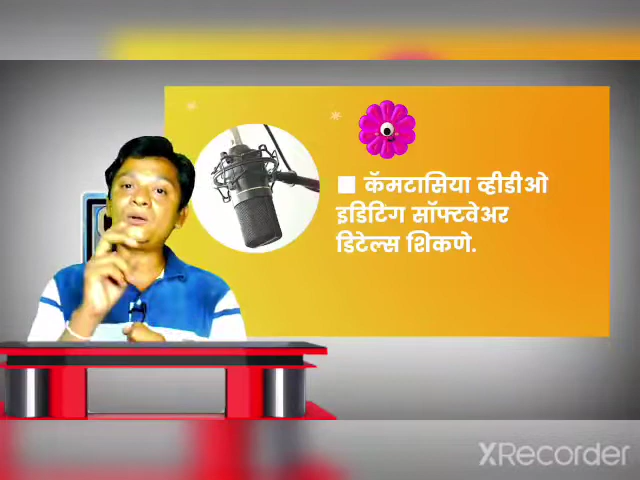 ■ कॅमटासिया व्हीडीओ
इडिटिंग सॉफ्टवेअर
डिटेल्स शिकणे.
XRecorder